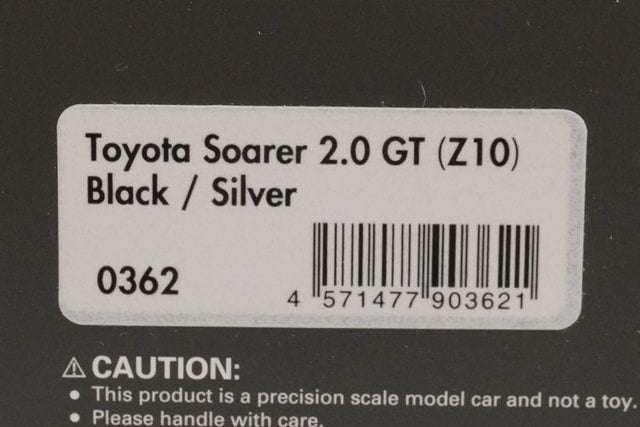 Toyota Soarer 2.0 GT (Z10)
Black / Silver
0362
4 571477 903621
⚠ CAUTION:
• This product is a precision scale model car and not a toy.
• Please handle with care.